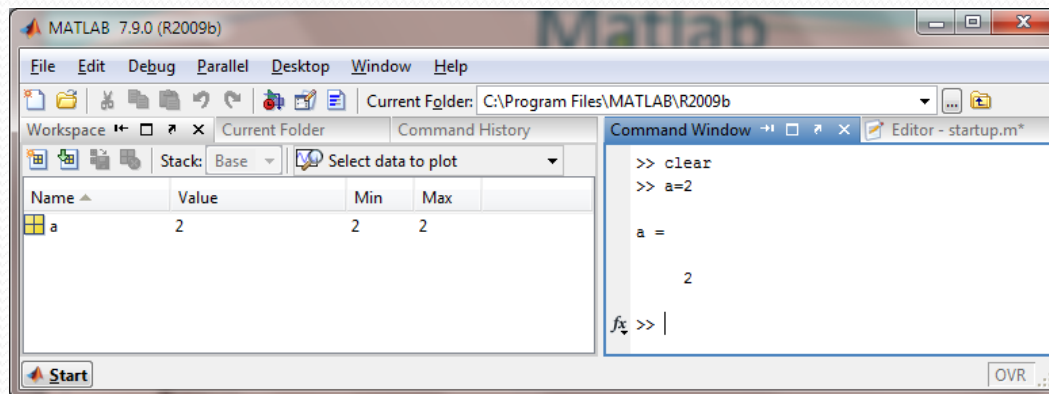 Matlab
MATLAB 7.9.0 (R2009b)
File Edit Debug Parallel Desktop Window Help
Current Folder: C:\Program Files\MATLAB\R2009b
Workspace Current Folder Command History
Stack: Base Select data to plot
Name Value Min Max
a 2 2 2
Command Window Editor - startup.m*
>> clear
>> a=2
a =
2
fx >>
Start
OVR